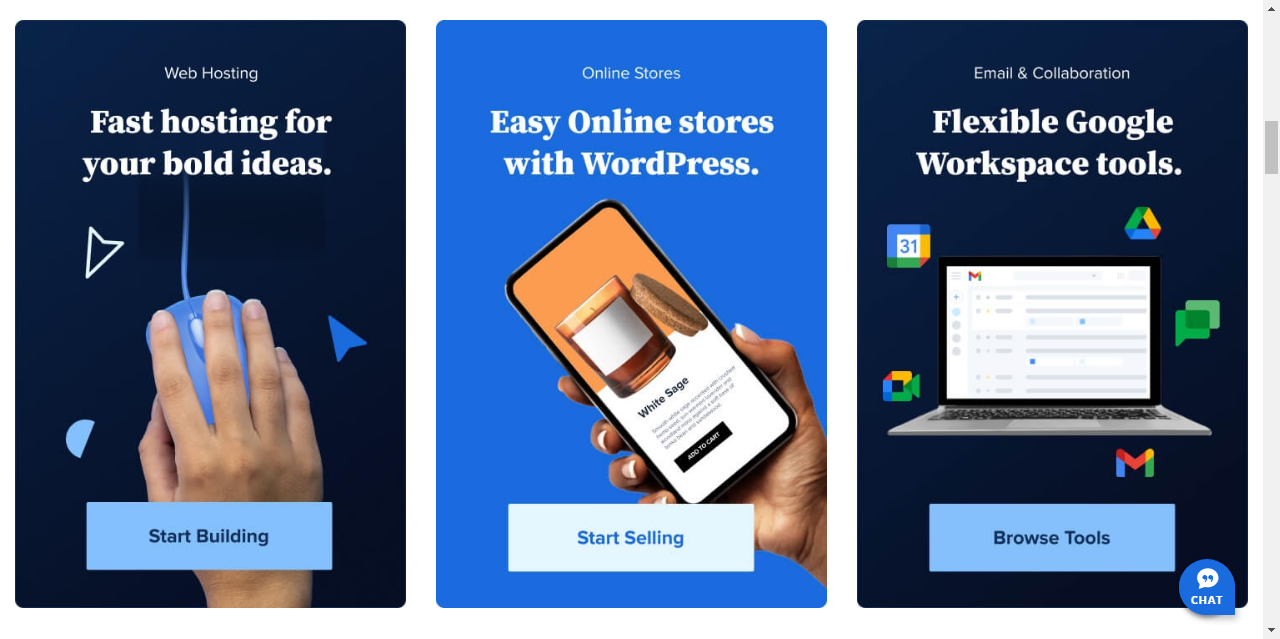 Web Hosting
Fast hosting for
your bold ideas.
Start Building
Online Stores
Easy Online stores
with WordPress.
White Sage
ADD TO CART
Start Selling
Email & Collaboration
Flexible Google
Workspace tools.
31
Browse Tools
CHAT